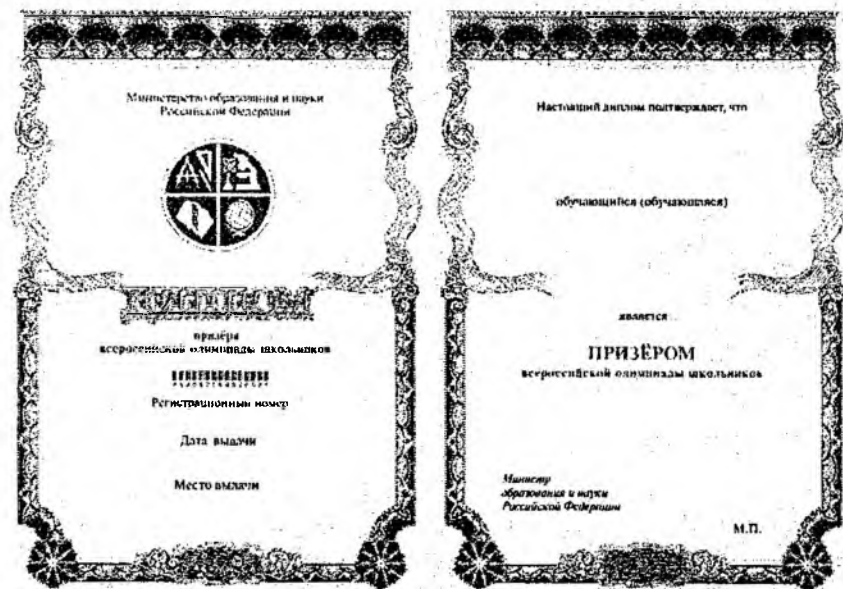 Министерство образования и науки
Российской Федерации
ДИПЛОМ
призёра
всероссийской олимпиады школьников
Регистрационный номер
Дата выдачи
Место выдачи
Настоящий диплом подтверждает, что
обучающийся (обучающаяся)
является
ПРИЗЁРОМ
всероссийской олимпиады школьников
Министр
образования и науки
Российской Федерации
М.П.